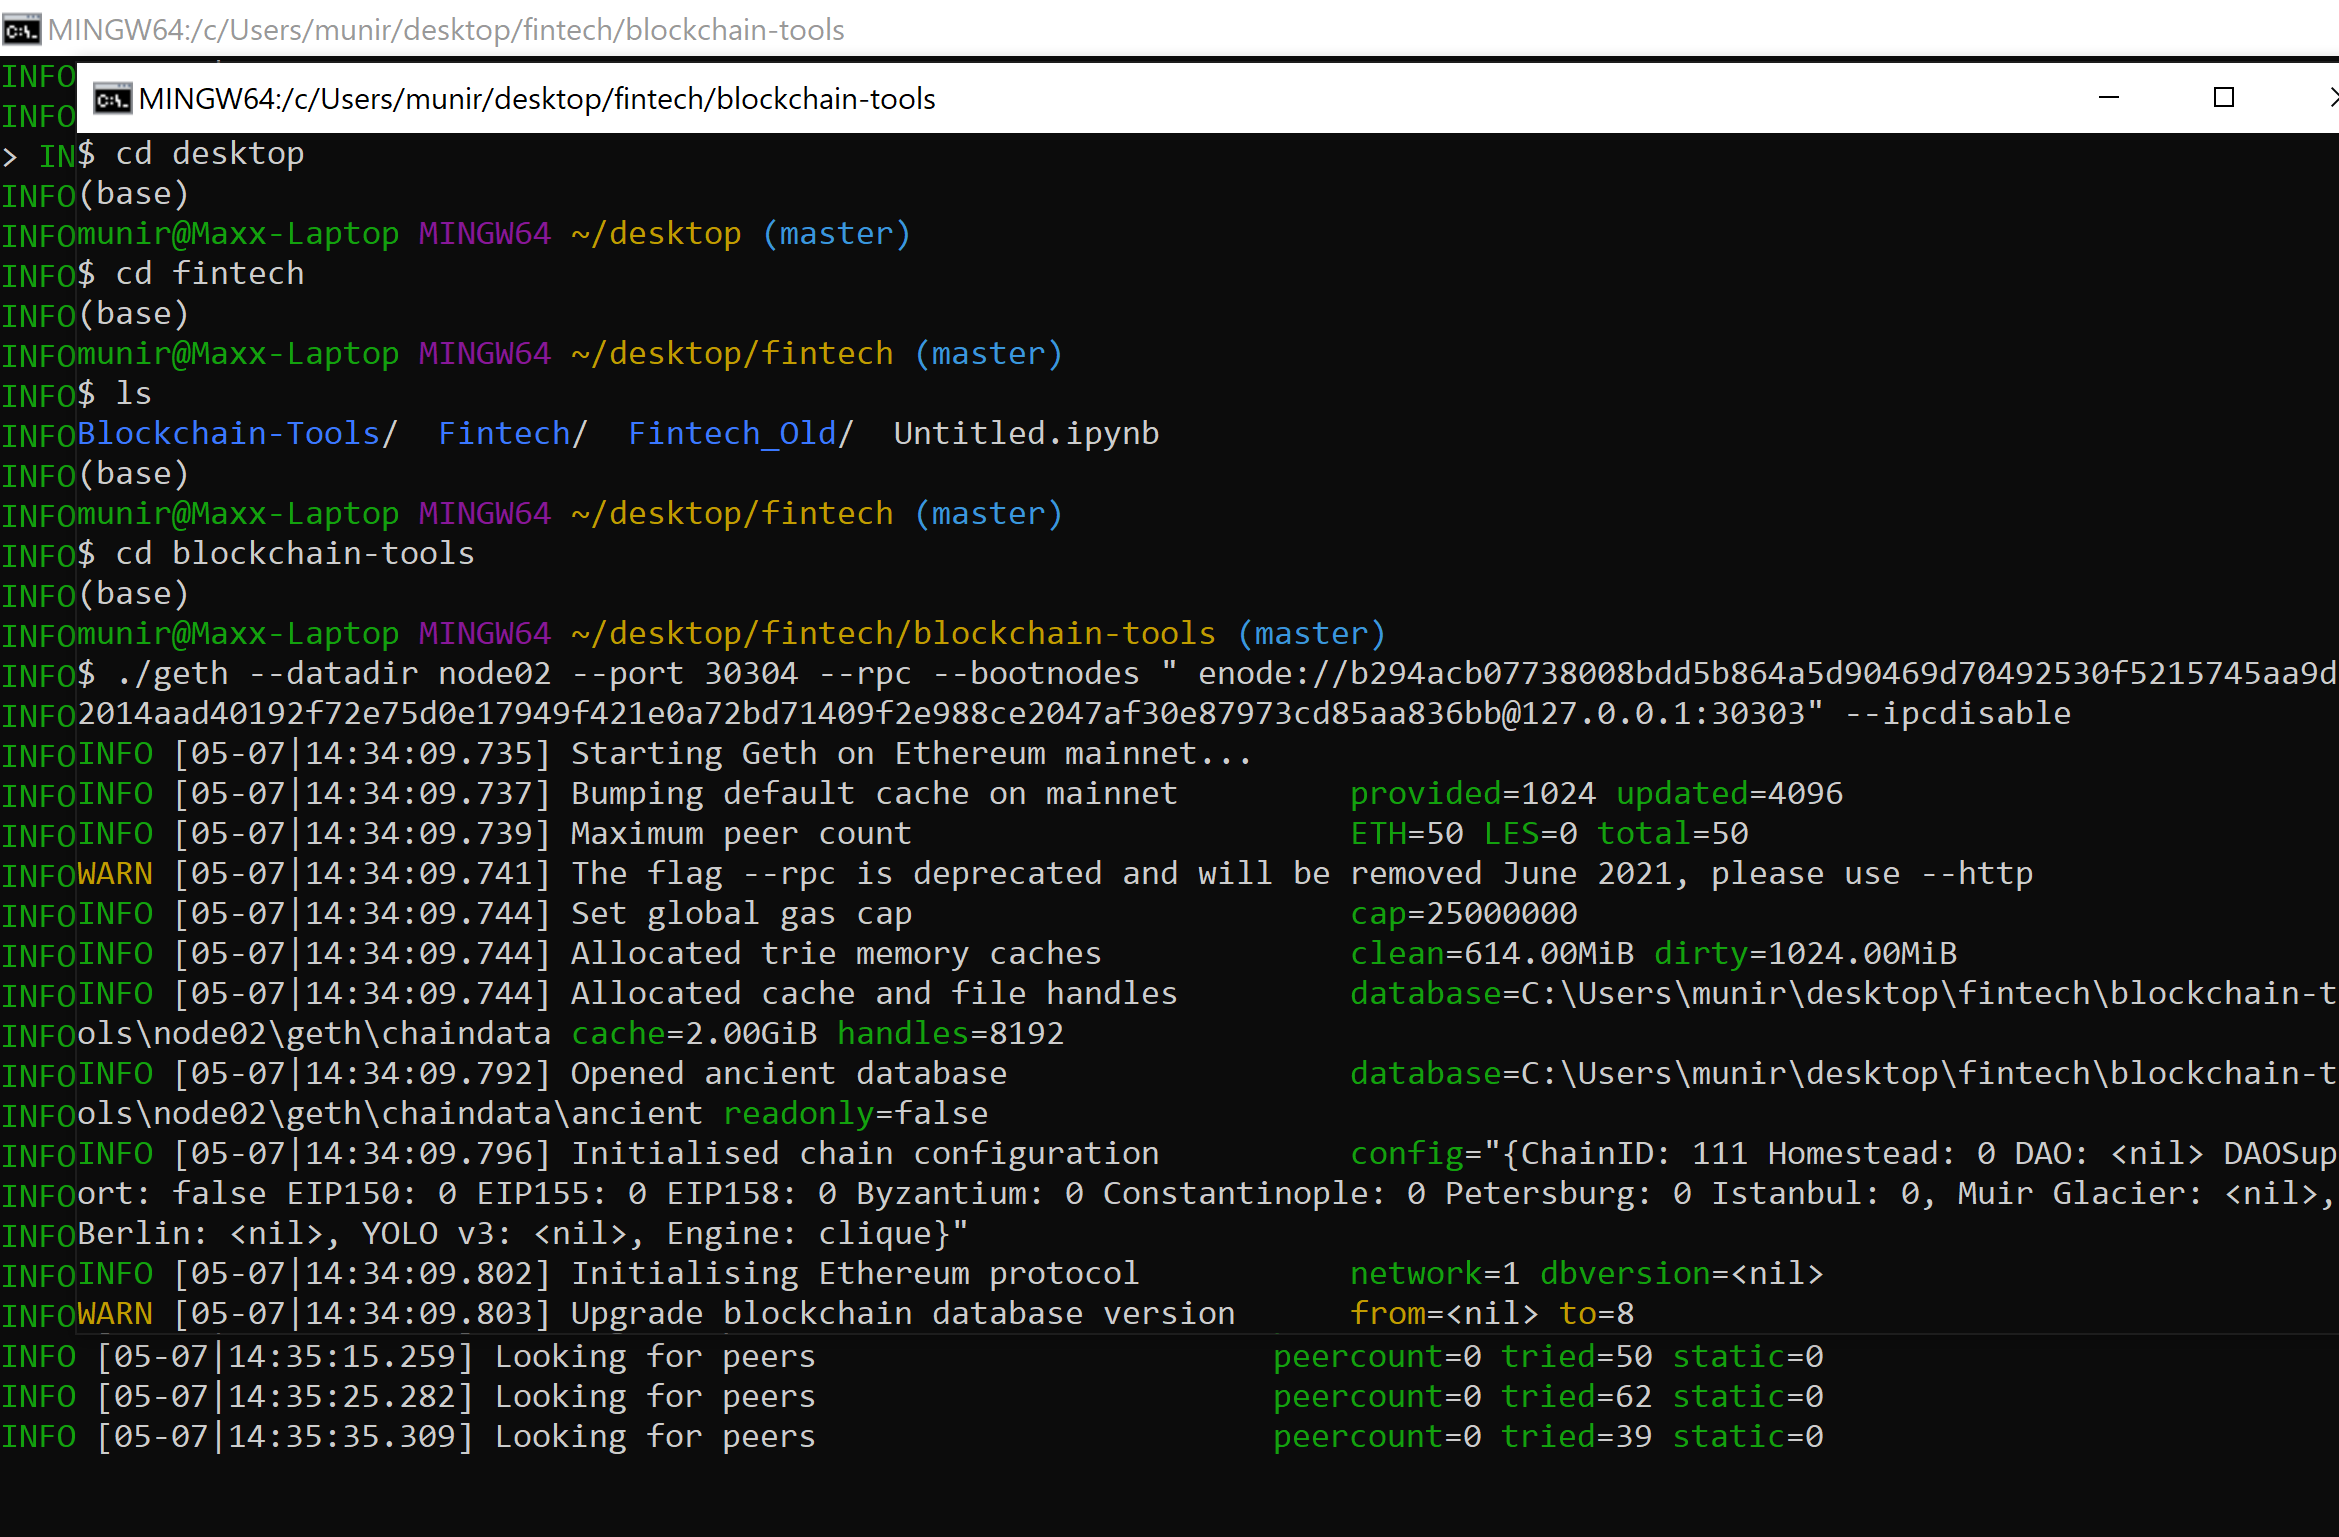 MINGW64:/c/Users/munir/desktop/fintech/blockchain-tools
INFO
MINGW64:/c/Users/munir/desktop/fintech/blockchain-tools
INFO
> IN$ cd desktop
INFO(base)
INFOmunir@Maxx-Laptop MINGW64 ~/desktop (master)
INFO$ cd fintech
INFO(base)
INFOmunir@Maxx-Laptop MINGW64 ~/desktop/fintech (master)
INFO$ ls
INFOBlockchain-Tools/  Fintech/  Fintech_Old/  Untitled.ipynb
INFO(base)
INFOmunir@Maxx-Laptop MINGW64 ~/desktop/fintech (master)
INFO$ cd blockchain-tools
INFO(base)
INFOmunir@Maxx-Laptop MINGW64 ~/desktop/fintech/blockchain-tools (master)
INFO$ ./geth --datadir node02 --port 30304 --rpc --bootnodes " enode://b294acb07738008bdd5b864a5d90469d70492530f5215745aa9d
INFO2014aad40192f72e75d0e17949f421e0a72bd71409f2e988ce2047af30e87973cd85aa836bb@127.0.0.1:30303" --ipcdisable
INFOINFO [05-07|14:34:09.735] Starting Geth on Ethereum mainnet...
INFOINFO [05-07|14:34:09.737] Bumping default cache on mainnet         provided=1024 updated=4096
INFOINFO [05-07|14:34:09.739] Maximum peer count                       ETH=50 LES=0 total=50
INFOWARN [05-07|14:34:09.741] The flag --rpc is deprecated and will be removed June 2021, please use --http
INFOINFO [05-07|14:34:09.744] Set global gas cap                       cap=25000000
INFOINFO [05-07|14:34:09.744] Allocated trie memory caches             clean=614.00MiB dirty=1024.00MiB
INFOINFO [05-07|14:34:09.744] Allocated cache and file handles         database=C:\Users\munir\desktop\fintech\blockchain-t
INFOols\node02\geth\chaindata cache=2.00GiB handles=8192
INFOINFO [05-07|14:34:09.792] Opened ancient database                  database=C:\Users\munir\desktop\fintech\blockchain-t
INFOols\node02\geth\chaindata\ancient readonly=false
INFOINFO [05-07|14:34:09.796] Initialised chain configuration          config="{ChainID: 111 Homestead: 0 DAO: <nil> DAOSup
INFOort: false EIP150: 0 EIP155: 0 EIP158: 0 Byzantium: 0 Constantinople: 0 Petersburg: 0 Istanbul: 0, Muir Glacier: <nil>,
INFOBerlin: <nil>, YOLO v3: <nil>, Engine: clique}"
INFOINFO [05-07|14:34:09.802] Initialising Ethereum protocol           network=1 dbversion=<nil>
INFOWARN [05-07|14:34:09.803] Upgrade blockchain database version      from=<nil> to=8
INFO [05-07|14:35:15.259] Looking for peers                        peercount=0 tried=50 static=0
INFO [05-07|14:35:25.282] Looking for peers                        peercount=0 tried=62 static=0
INFO [05-07|14:35:35.309] Looking for peers                        peercount=0 tried=39 static=0